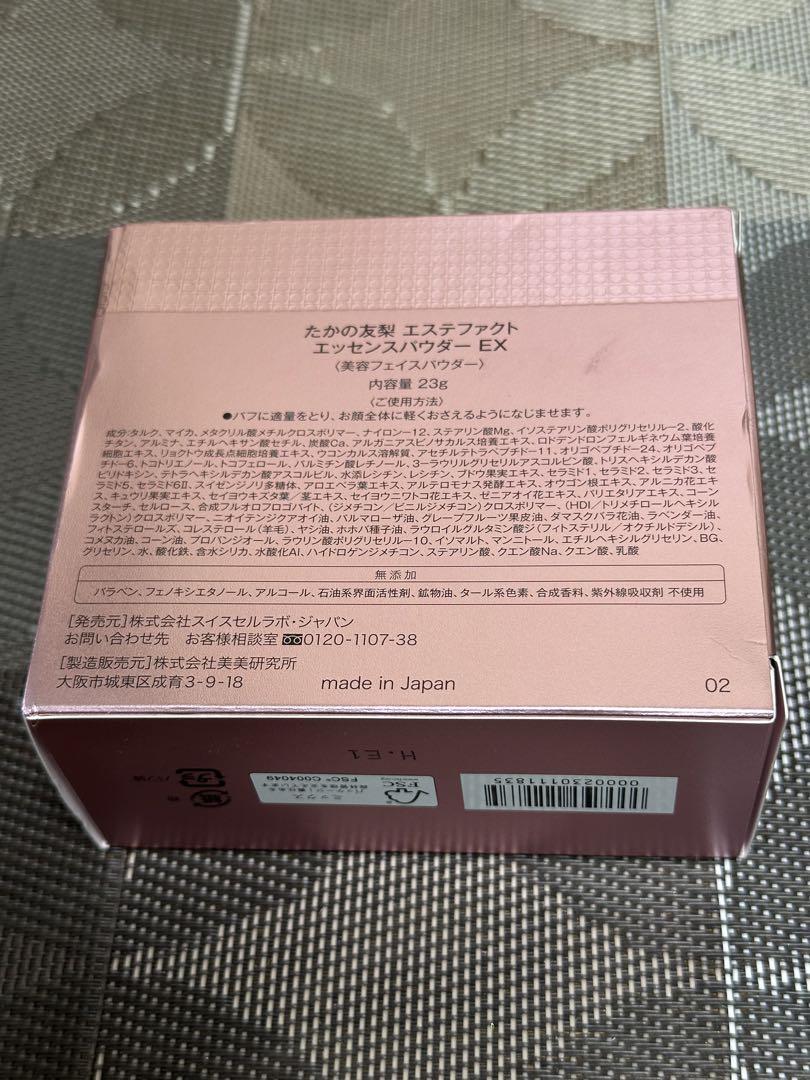 たかの友梨 エステファクト
エッセンスパウダー EX
〈美容フェイスパウダー〉
内容量 23g
〈ご使用方法〉
●パフに適量をとり、お顔全体に軽くおさえるようになじませます。
成分:タルク、マイカ、メタクリル酸メチルクロスポリマー、ナイロン-12、ステアリン酸Mg、イソステアリン酸ポリグリセリル-2、酸化
チタン、アルミナ、エチルヘキサン酸セチル、炭酸Ca、アルガニアスピノサカルス培養エキス、ロドデンドロンフェルギネウム葉培養
細胞エキス、リョクトウ成長点細胞培養エキス、ウコンカルス溶解質、アセチルテトラペプチド-11、オリゴペプチド-24、オリゴペプ
チド-6、トコトリエノール、トコフェロール、パルミチン酸レチノール、3-ラウリルグリセリルアスコルビン酸、トリスヘキシルデカン酸
ピリドキシン、テトラヘキシルデカン酸アスコルビル、水添レシチン、レシチン、ブドウ果実エキス、セラミド1、セラミド2、セラミド3、セ
ラミド5、セラミド6Ⅱ、スイゼンジノリ多糖体、アロエベラ葉エキス、アルテロモナス発酵エキス、オウゴン根エキス、アルニカ花エキ
ス、キュウリ果実エキス、セイヨウキズタ葉/茎エキス、セイヨウニワトコ花エキス、ゼニアオイ花エキス、パリエタリアエキス、コーン
スターチ、セルロース、合成フルオロフロゴパイト、(ジメチコン/ビニルジメチコン)クロスポリマー、(HDI/トリメチロールヘキシルラ
クトン)クロスポリマー、ニオイテンジクアオイ油、パルマローザ油、グレープフルーツ果皮油、ダマスクバラ花油、ラベンダー油、
フィトステロールズ、コレステロール(羊毛)、ヤシ油、ホホバ種子油、ラウロイルグルタミン酸ジ(フィトステリル/オクチルドデシル)、
コメヌカ油、コーン油、プロパンジオール、ラウリン酸ポリグリセリル-10、イソマルト、マンニトール、エチルヘキシルグリセリン、BG、
グリセリン、水、酸化鉄、含水シリカ、水酸化Al、ハイドロゲンジメチコン、ステアリン酸、クエン酸Na、クエン酸、乳酸
無添加
パラベン、フェノキシエタノール、アルコール、石油系界面活性剤、鉱物油、タール系色素、合成香料、紫外線吸収剤 不使用
[発売元]株式会社スイスセルラボ・ジャパン
お問い合わせ先 お客様相談室 0120-1107-38
[製造販売元]株式会社美美研究所
大阪市城東区成育3-9-18 made in Japan 02
H.E1
パフ袋
プラ
箱
紙
ミックス
FSC® C004049
FSC
0000230111835